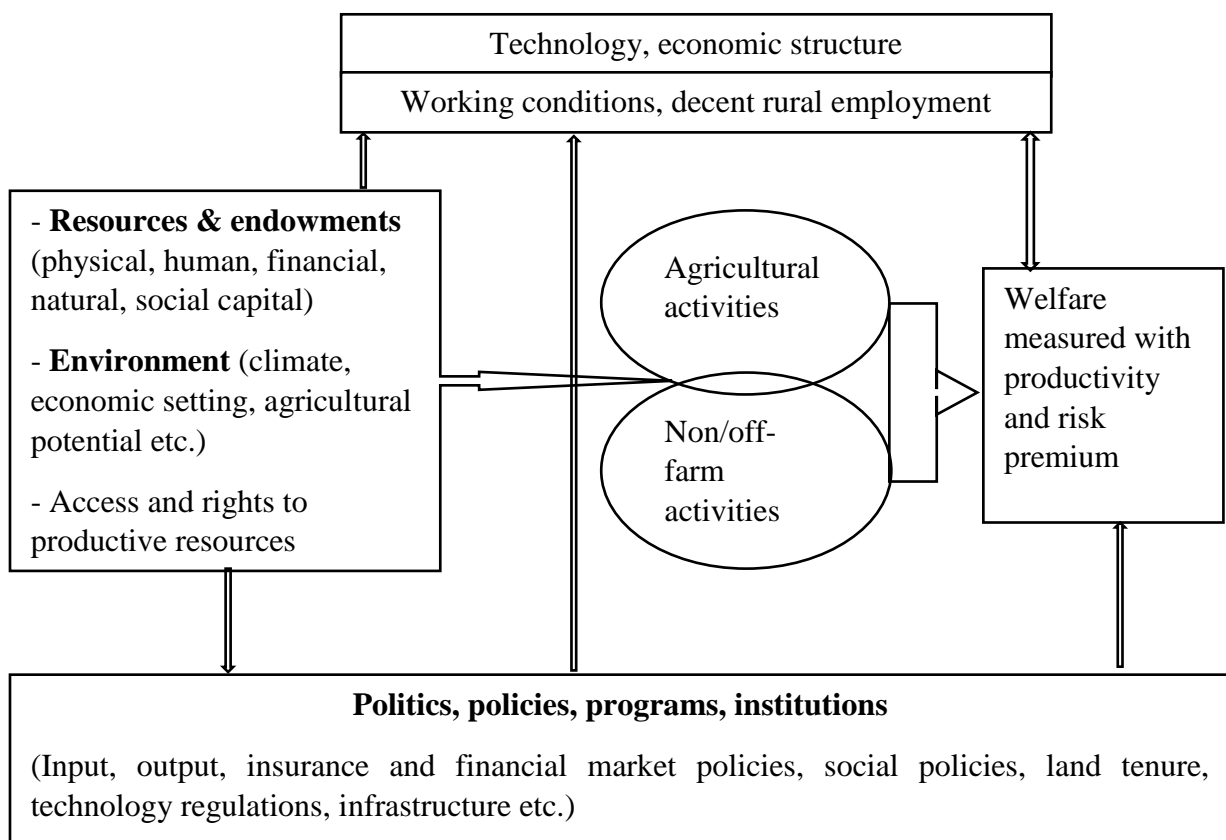 Technology, economic structure
Working conditions, decent rural employment
- Resources & endowments
(physical, human, financial,
natural, social capital)
- Environment (climate,
economic setting, agricultural
potential etc.)
- Access and rights to
productive resources
Agricultural
activities
Non/off-
farm
activities
Welfare
measured with
productivity
and risk
premium
Politics, policies, programs, institutions
(Input, output, insurance and financial market policies, social policies, land tenure,
technology regulations, infrastructure etc.)